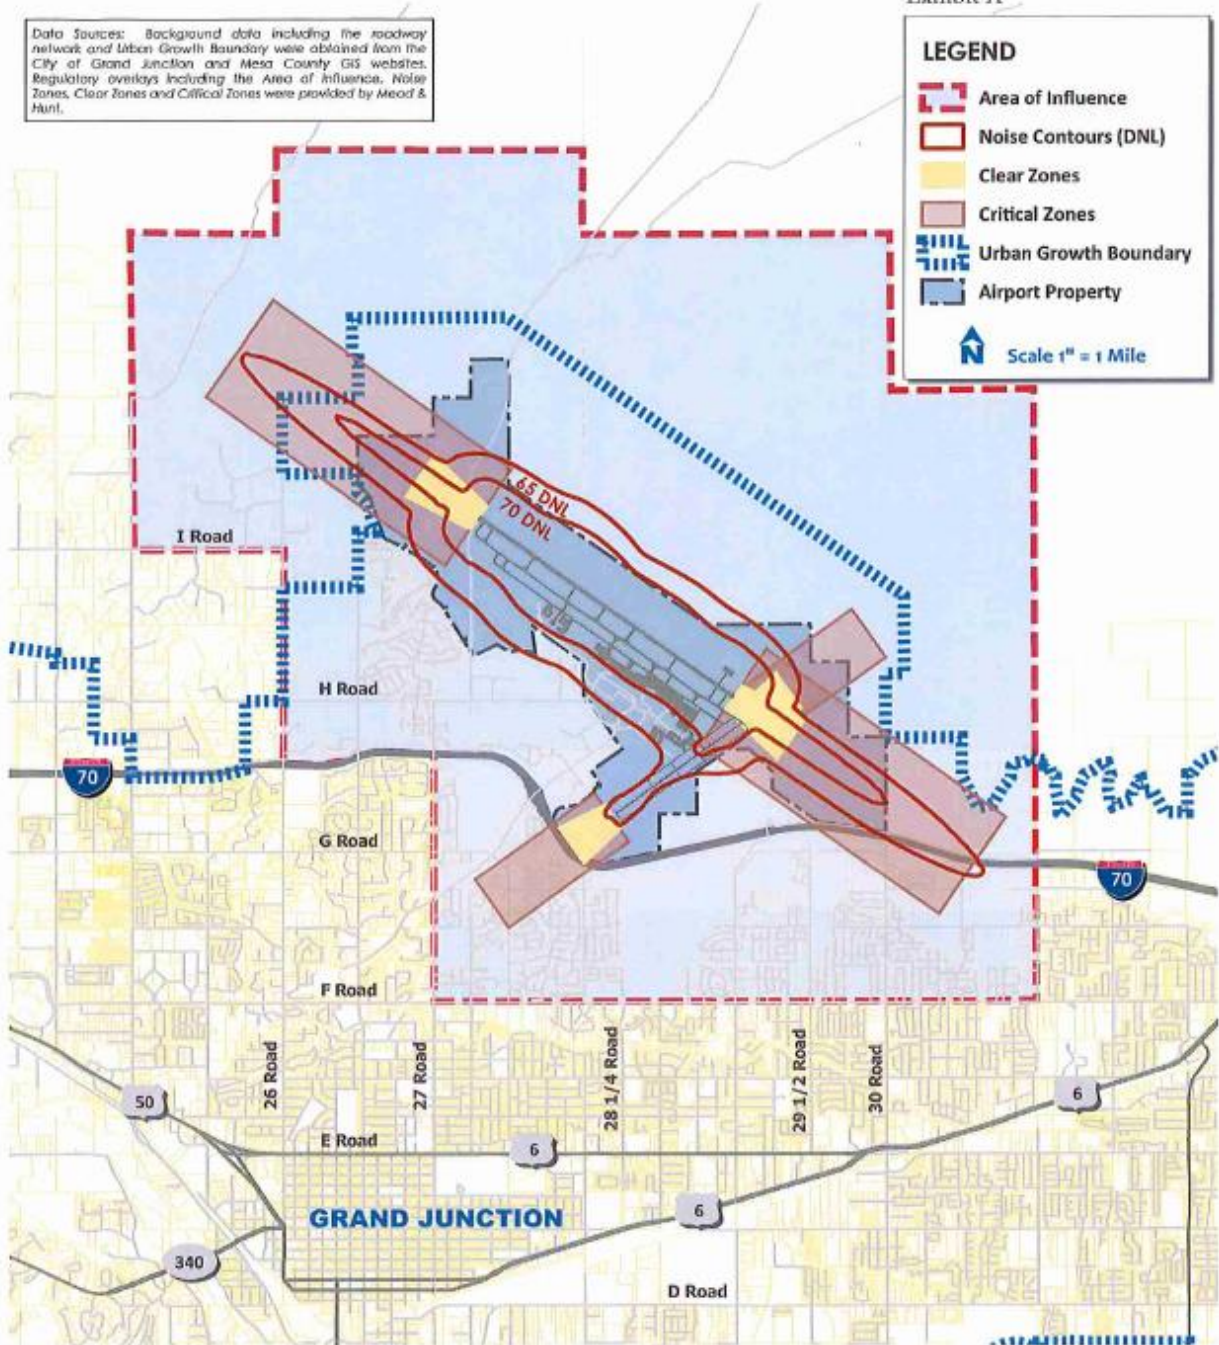 Exhibit A
Data Sources: Background data including the roadway
network and Urban Growth Boundary were obtained from the
City of Grand Junction and Mesa County GIS websites.
Regulatory overlays including the Area of Influence, Noise
Zones, Clear Zones and Critical Zones were provided by Mead &
Hunt.
LEGEND
Area of Influence
Noise Contours (DNL)
Clear Zones
Critical Zones
Urban Growth Boundary
Airport Property
N
Scale 1" = 1 Mile
65 DNL
70 DNL
I Road
H Road
70
G Road
70
F Road
26 Road
27 Road
28 1/4 Road
29 1/2 Road
30 Road
50
6
E Road
6
6
GRAND JUNCTION
340
D Road